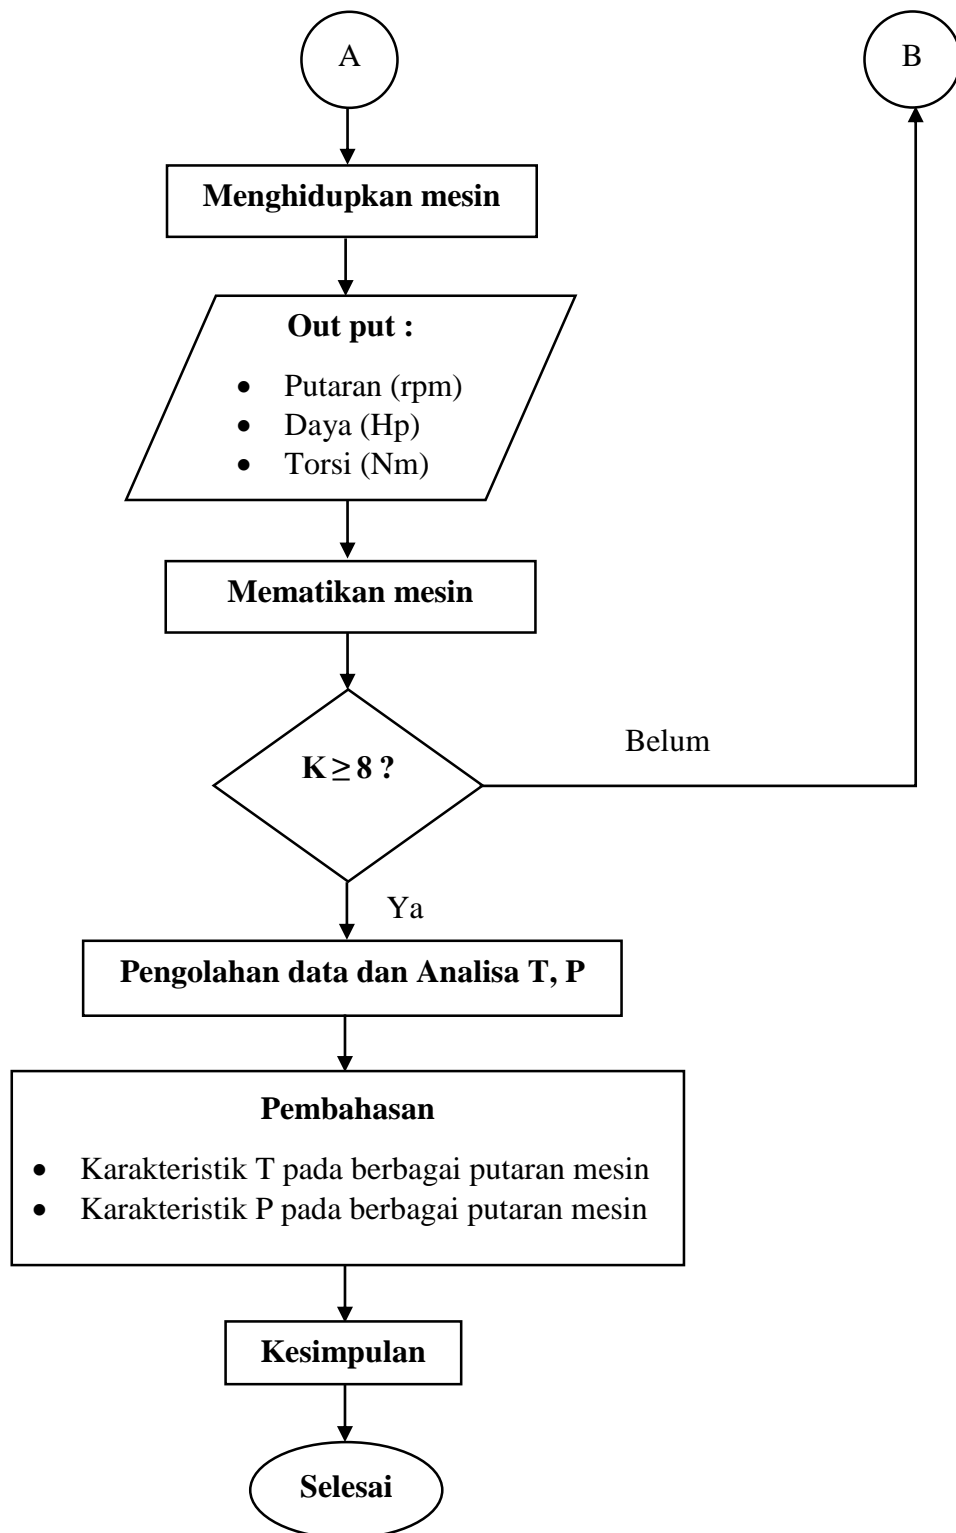 A
B
Menghidupkan mesin
Out put :
• Putaran (rpm)
• Daya (Hp)
• Torsi (Nm)
Mematikan mesin
Belum
K ≥ 8 ?
Ya
Pengolahan data dan Analisa T, P
Pembahasan
• Karakteristik T pada berbagai putaran mesin
• Karakteristik P pada berbagai putaran mesin
Kesimpulan
Selesai